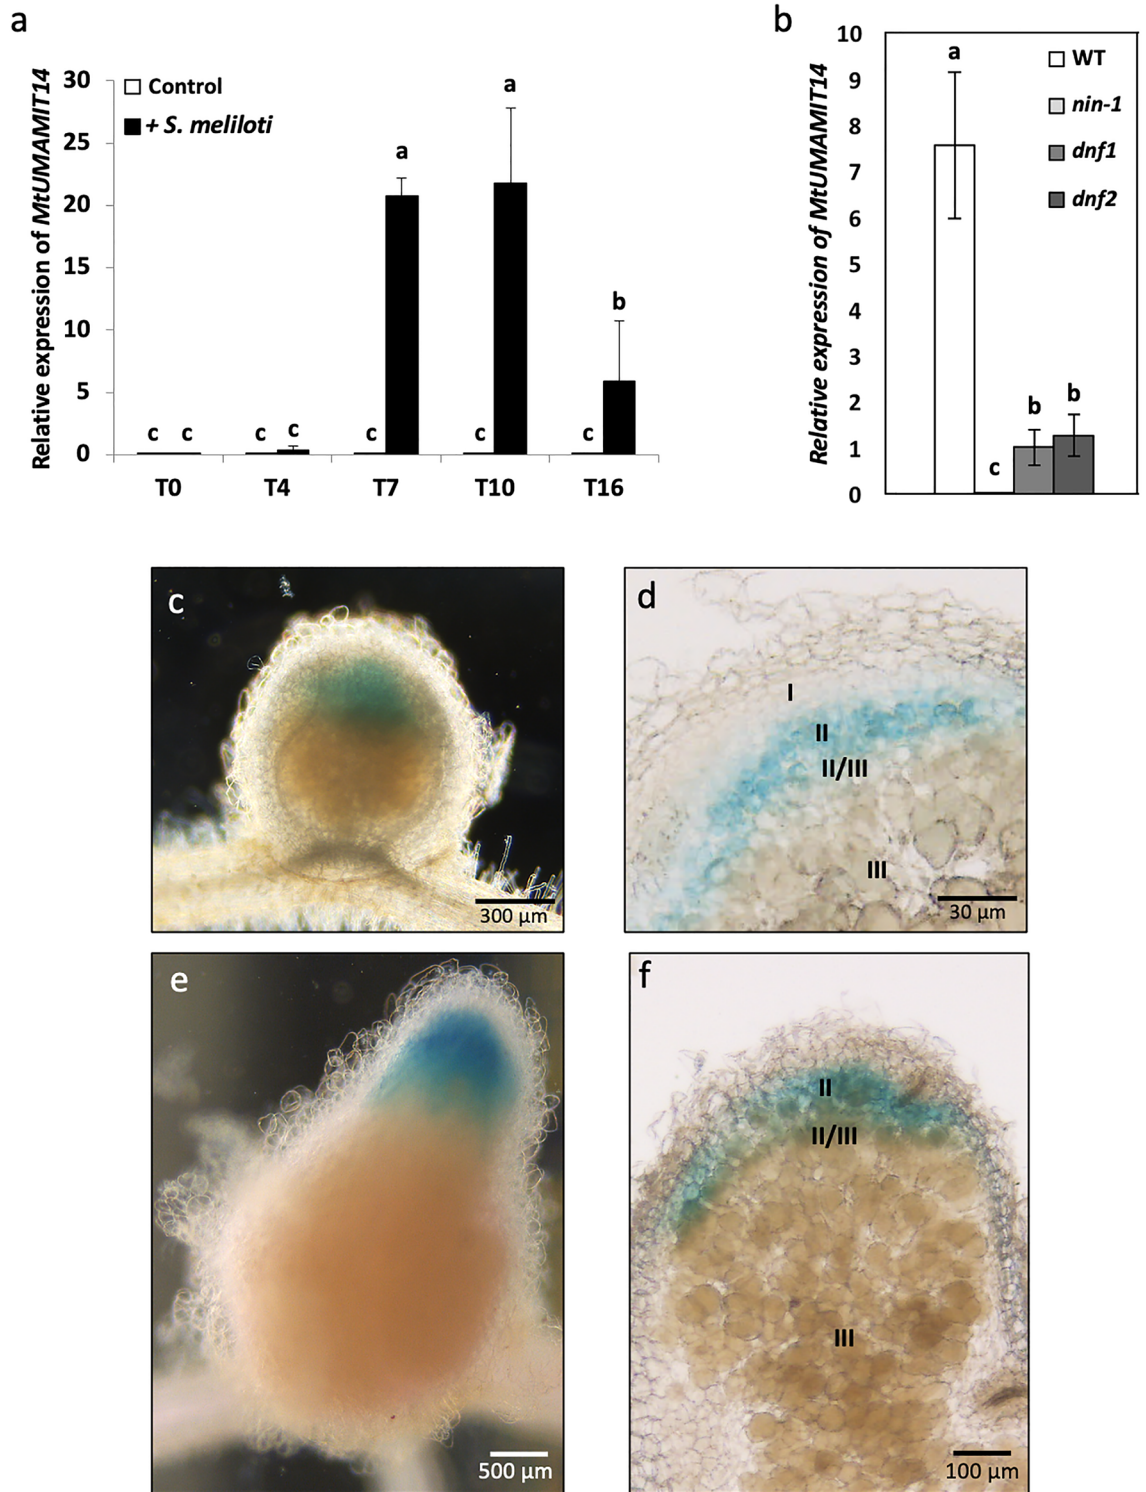 a
Relative expression of MtUMAMIT14
30
25
20
15
10
5
0
Control
+ S. meliloti
c c c c c a c a c b
T0 T4 T7 T10 T16
b
Relative expression of MtUMAMIT14
10
9
8
7
6
5
4
3
2
1
0
WT
nin-1
dnf1
dnf2
a c b b
c
300 µm
d
I
II
II/III
III
30 µm
e
500 µm
f
II
II/III
III
100 µm